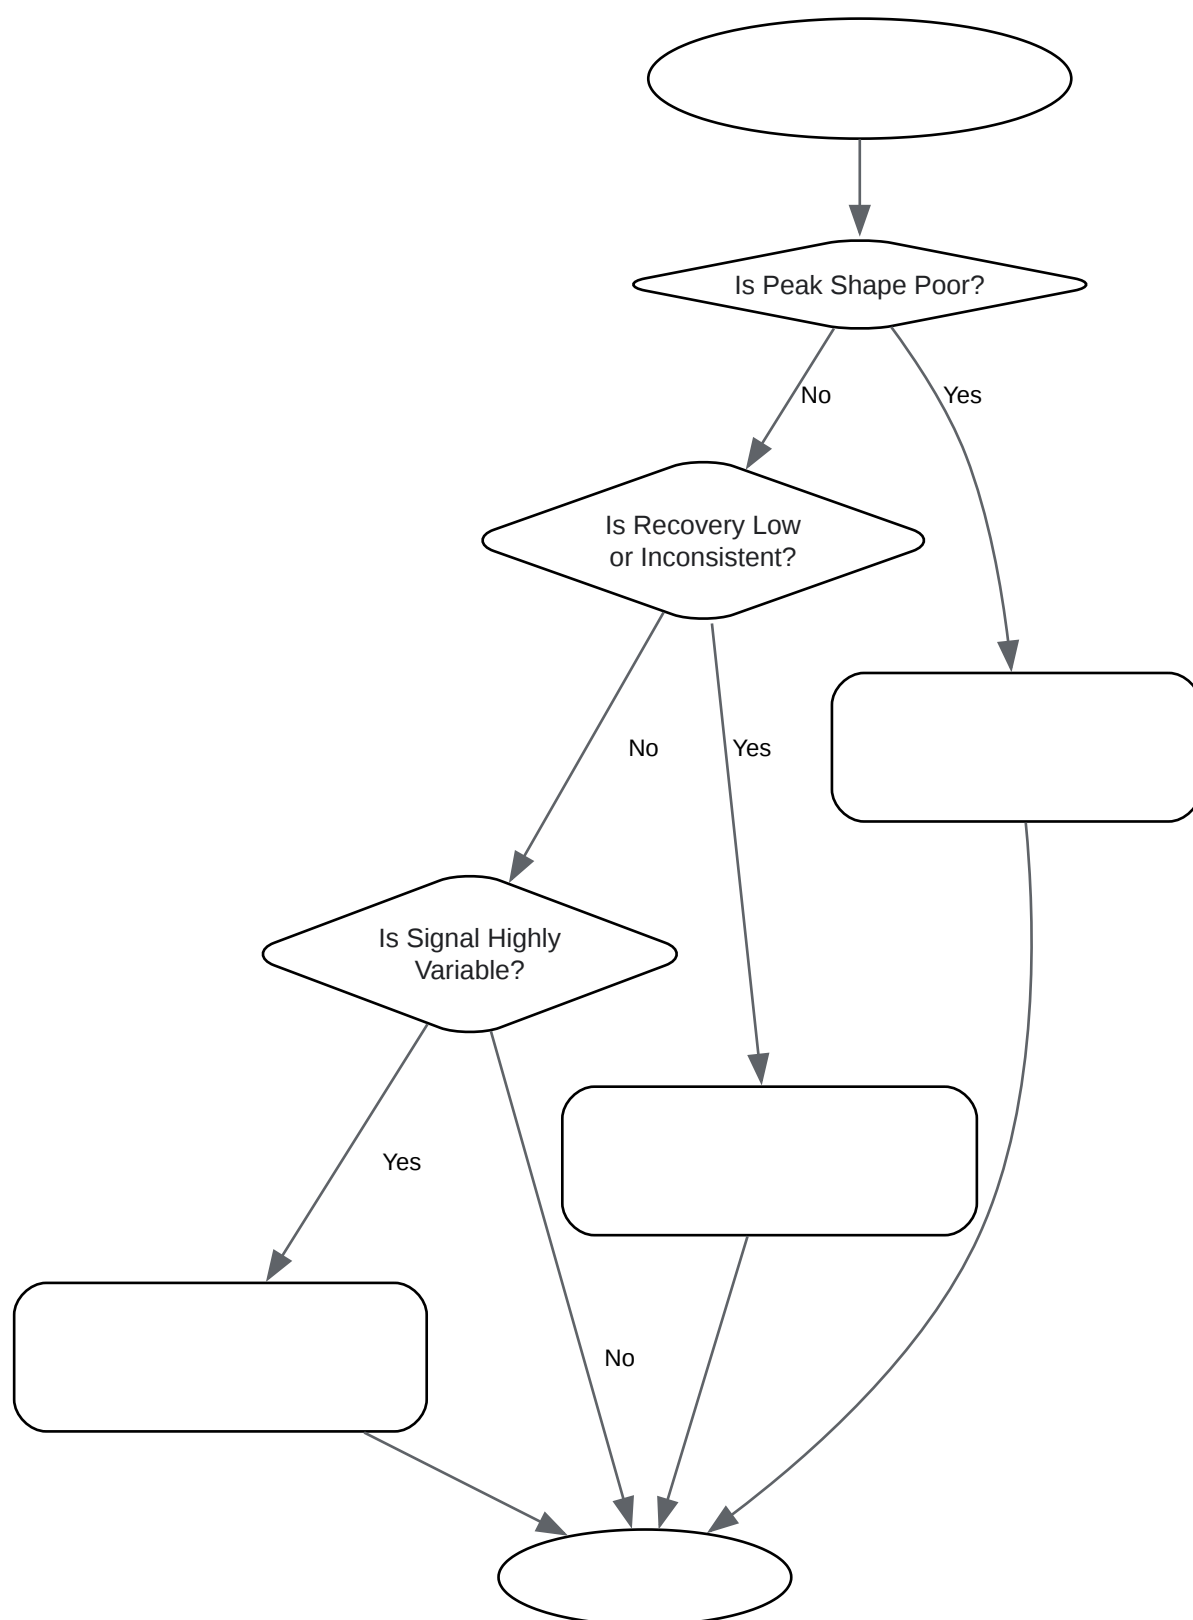 Is Peak Shape Poor?
No
Yes
Is Recovery Low
or Inconsistent?
No
Yes
Is Signal Highly
Variable?
Yes
No